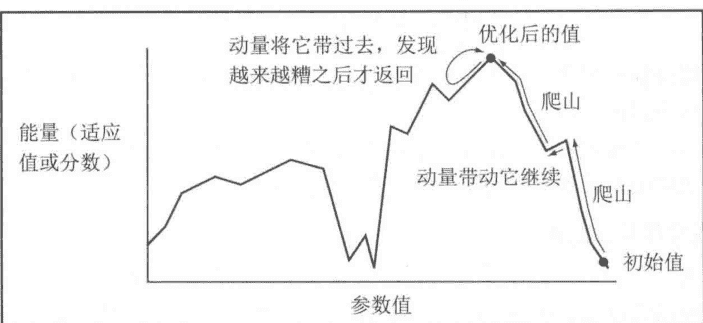 动量将它带过去，发现
越来越糟之后才返回
优化后的值
爬山
能量（适应
值或分数）
动量带动它继续
爬山
初始值
参数值